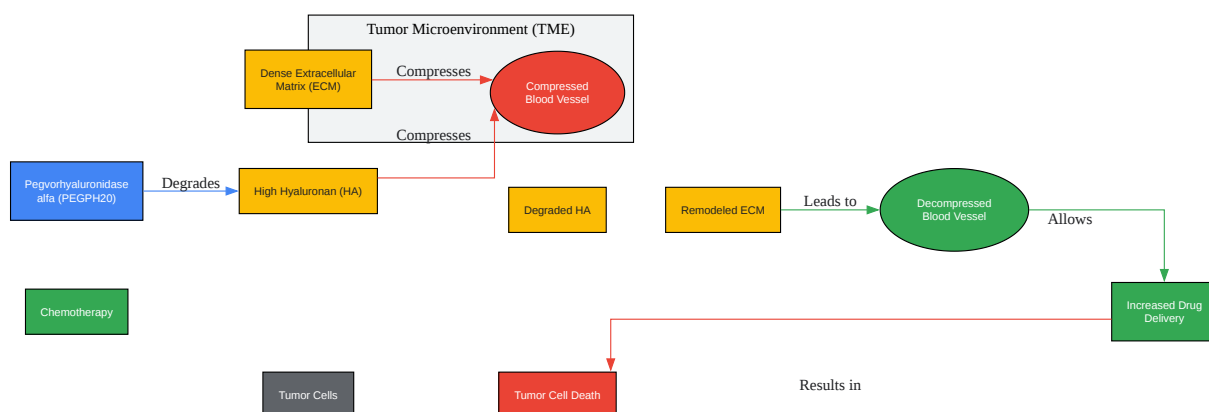 Tumor Microenvironment (TME)
Dense Extracellular
Matrix (ECM)
Compresses
Compressed
Blood Vessel
Compresses
Pegvorhyaluronidase
alfa (PEGPH20)
Degrades
High Hyaluronan (HA)
Degraded HA
Remodeled ECM
Leads to
Decompressed
Blood Vessel
Allows
Chemotherapy
Increased Drug
Delivery
Tumor Cells
Tumor Cell Death
Results in